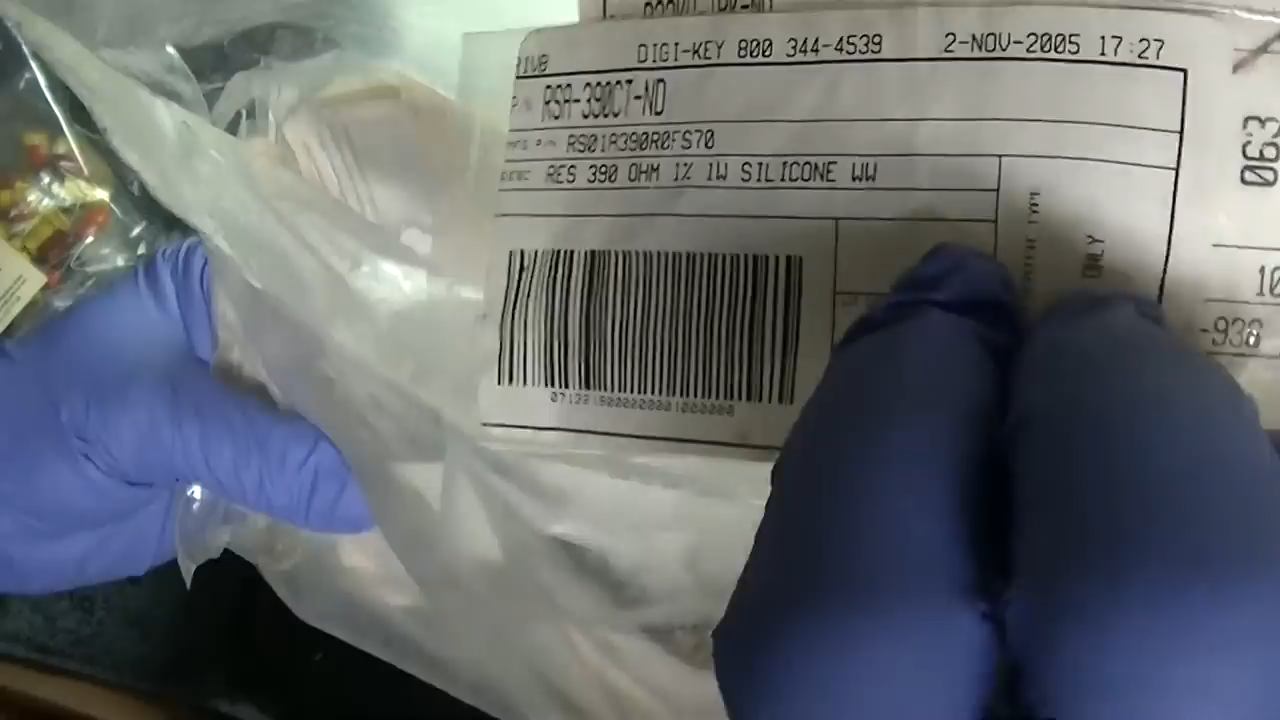 DIGI-KEY 800 344-4539 2-NOV-2005 17:27
RSA-390CT-ND
RS01A390R0FS70
RES 390 OHM 1% 1W SILICONE WW
ONLY
063
10
-936